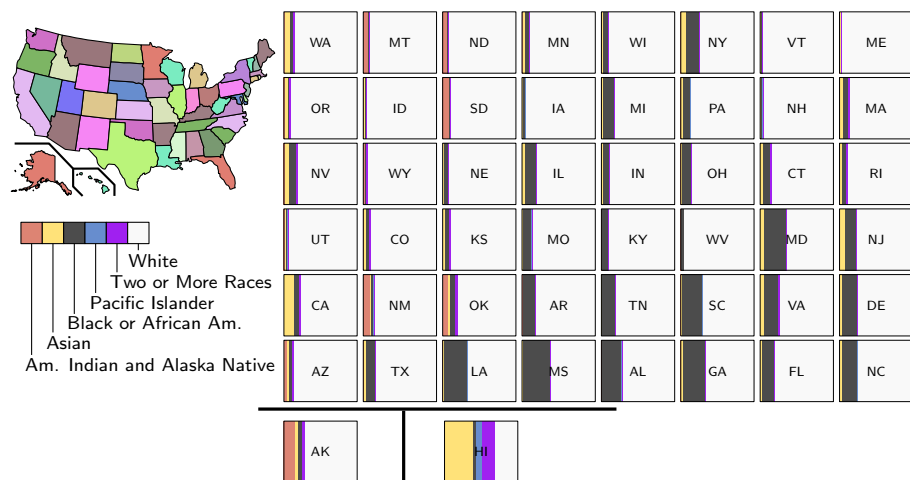 WA MT ND MN WI NY VT ME
OR ID SD IA MI PA NH MA
NV WY NE IL IN OH CT RI
UT CO KS MO KY WV MD NJ
CA NM OK AR TN SC VA DE
AZ TX LA MS AL GA FL NC
AK HI
White
Two or More Races
Pacific Islander
Black or African Am.
Asian
Am. Indian and Alaska Native